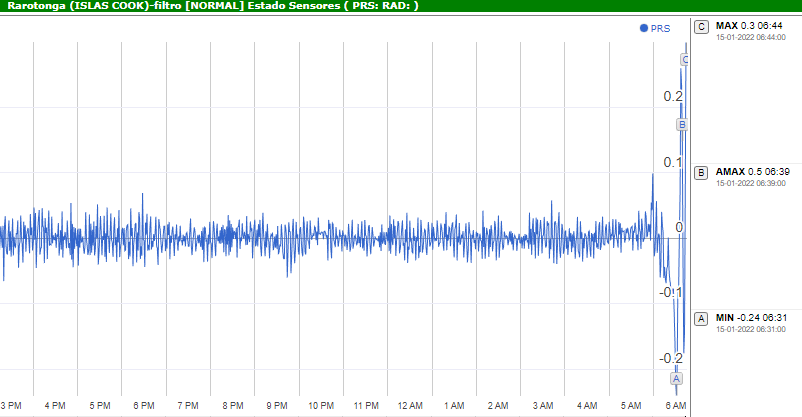 Rarotonga (ISLAS COOK)-filtro [NORMAL] Estado Sensores ( PRS: RAD: )
PRS
C MAX 0.3 06:44
15-01-2022 06:44:00
C
0.2
B
0.1
B AMAX 0.5 06:39
15-01-2022 06:39:00
0
-0.1
A MIN -0.24 06:31
15-01-2022 06:31:00
-0.2
A
3 PM 4 PM 5 PM 6 PM 7 PM 8 PM 9 PM 10 PM 11 PM 12 AM 1 AM 2 AM 3 AM 4 AM 5 AM 6 AM